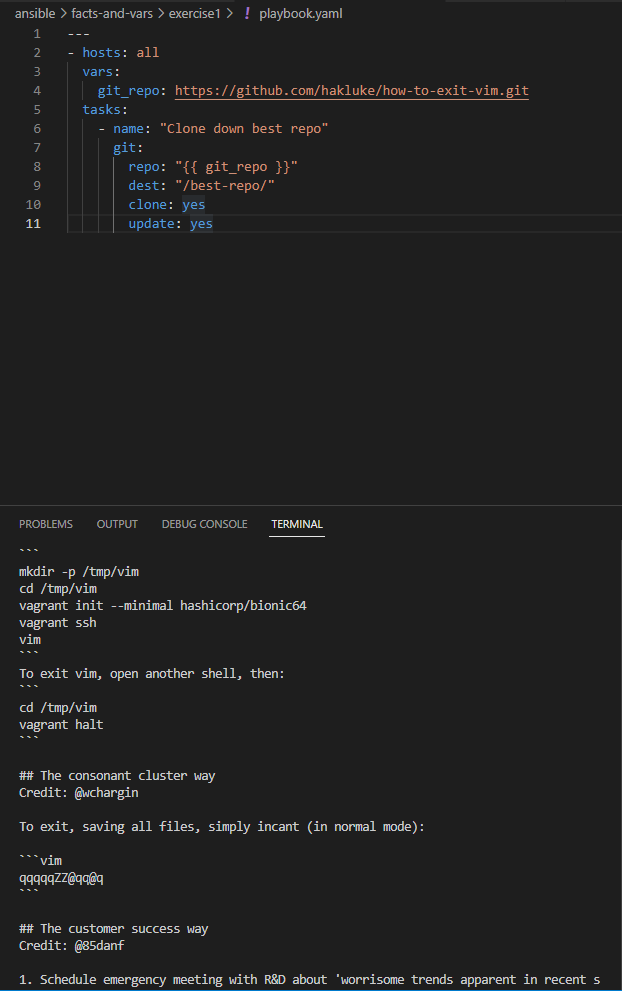 ansible > facts-and-vars > exercise1 > ! playbook.yaml
1 ---
2 - hosts: all
3 vars:
4 git_repo: https://github.com/hakluke/how-to-exit-vim.git
5 tasks:
6 - name: "Clone down best repo"
7 git:
8 repo: "{{ git_repo }}"
9 dest: "/best-repo/"
10 clone: yes
11 update: yes
PROBLEMS OUTPUT DEBUG CONSOLE TERMINAL
```
mkdir -p /tmp/vim
cd /tmp/vim
vagrant init --minimal hashicorp/bionic64
vagrant ssh
vim
```
To exit vim, open another shell, then:
```
cd /tmp/vim
vagrant halt
```
## The consonant cluster way
Credit: @wchargin
To exit, saving all files, simply incant (in normal mode):
```vim
qqqqqZZ@qq@q
```
## The customer success way
Credit: @85danf
1. Schedule emergency meeting with R&D about 'worrisome trends apparent in recent s